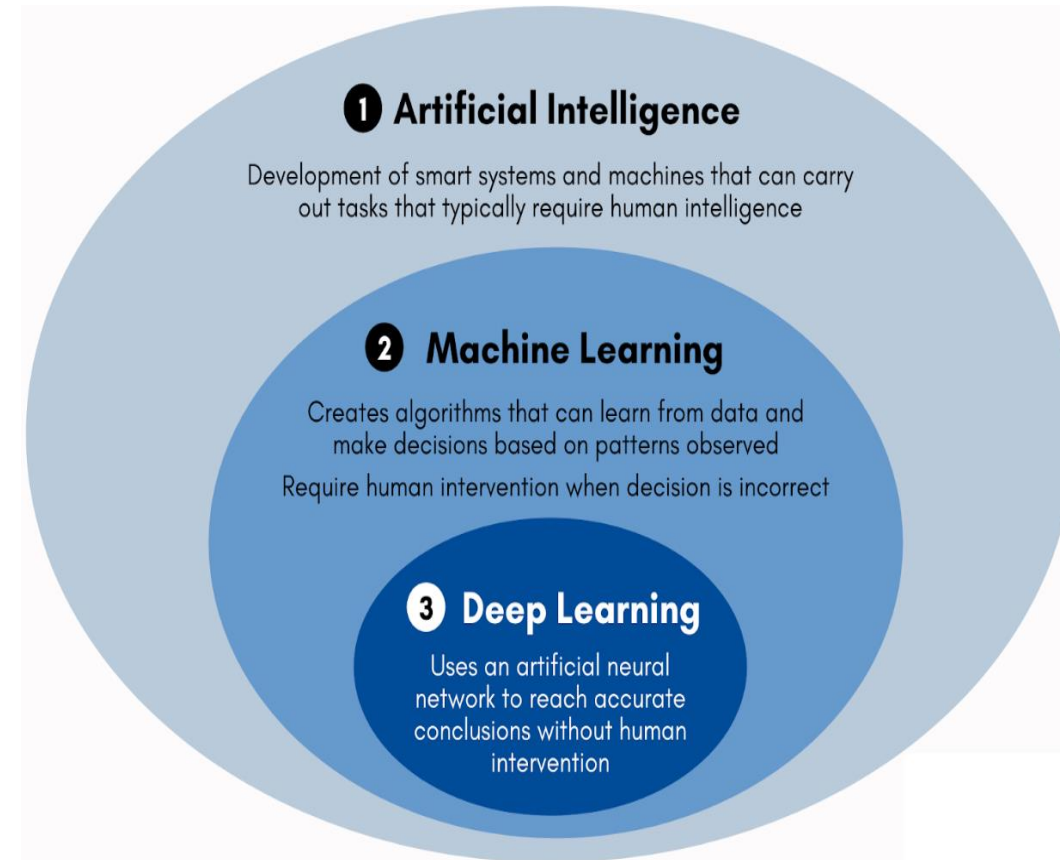 1 Artificial Intelligence
Development of smart systems and machines that can carry
out tasks that typically require human intelligence
2 Machine Learning
Creates algorithms that can learn from data and
make decisions based on patterns observed
Require human intervention when decision is incorrect
3 Deep Learning
Uses an artificial neural
network to reach accurate
conclusions without human
intervention